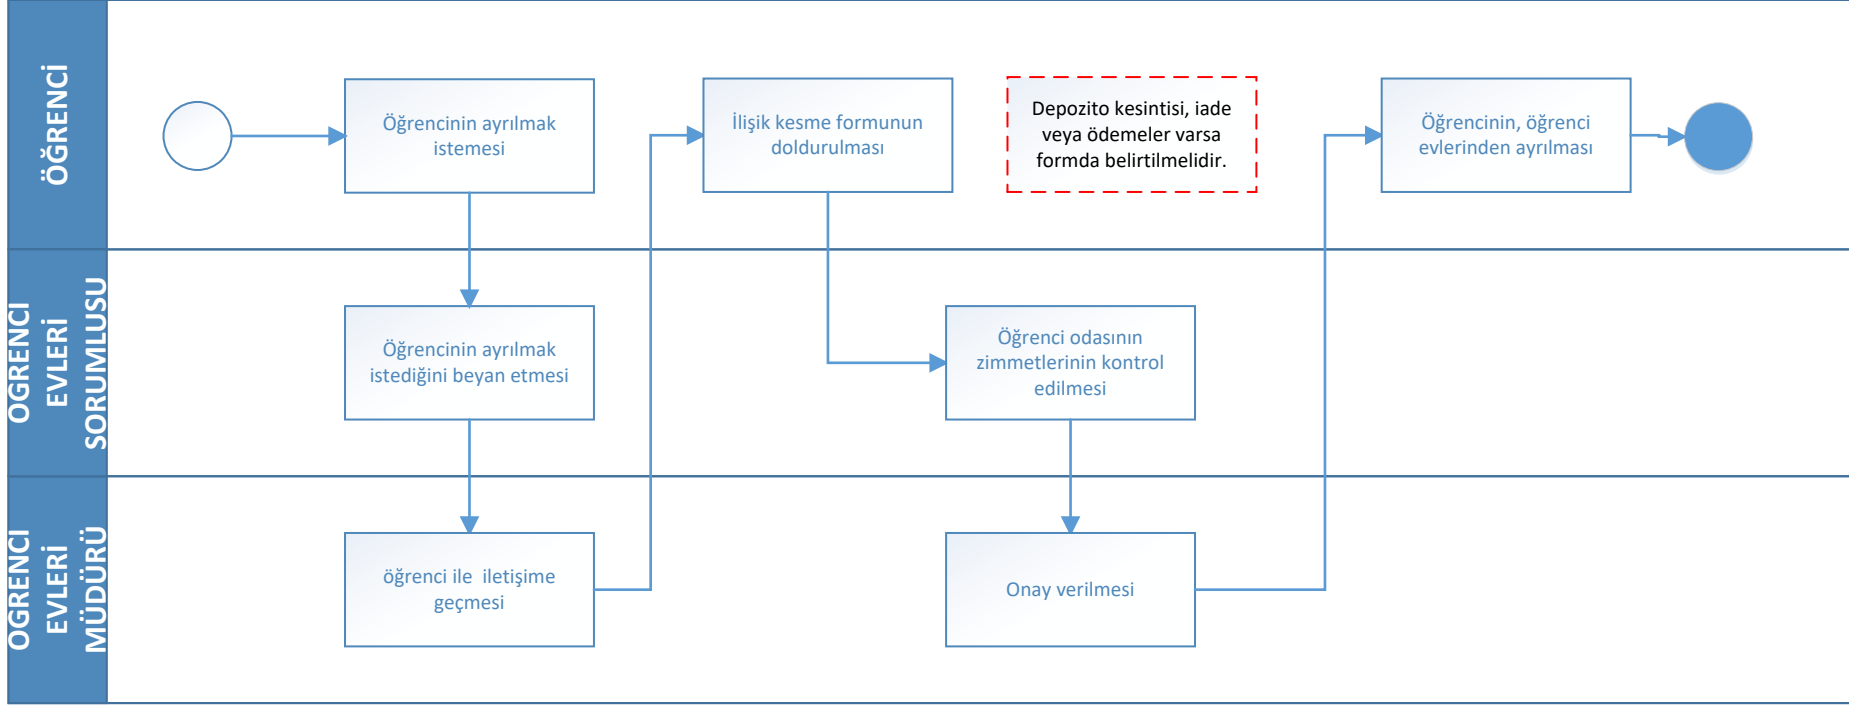 ÖĞRENCİ
Öğrencinin ayrılmak
istemesi
İlişik kesme formunun
doldurulması
Depozito kesintisi, iade
veya ödemeler varsa
formda belirtilmelidir.
Öğrencinin, öğrenci
evlerinden ayrılması
ÖĞRENCİ
EVLERİ
SORUMLUSU
Öğrencinin ayrılmak
istediğini beyan etmesi
Öğrenci odasının
zimmetlerinin kontrol
edilmesi
ÖĞRENCİ
EVLERİ
MÜDÜRÜ
öğrenci ile  iletişime
geçmesi
Onay verilmesi